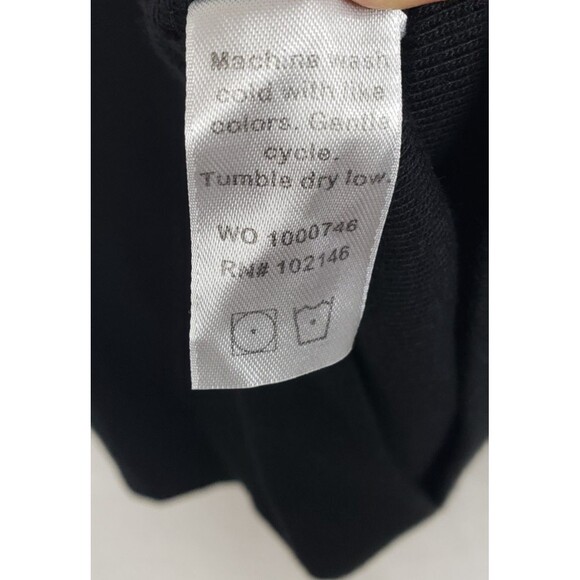 Machine wash
cold with like
colors. Gentle
cycle.
Tumble dry low.
WO 1000746
RN# 102146